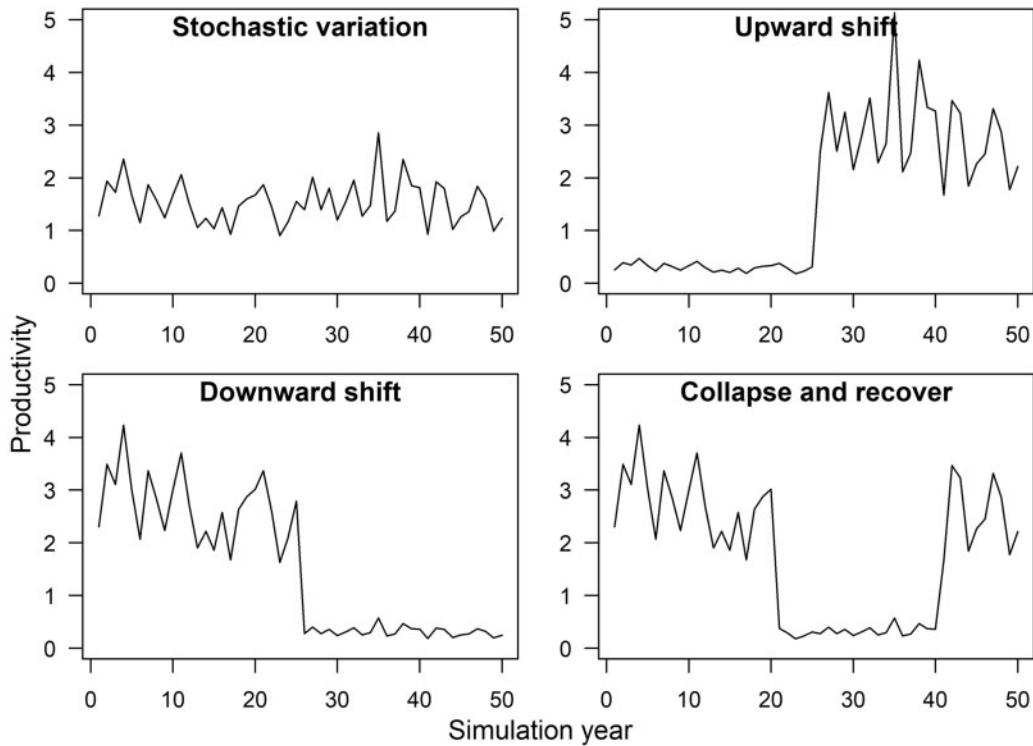 Stochastic variation
5
4
3
2
1
0
0 10 20 30 40 50
Upward shift
5
4
3
2
1
0
0 10 20 30 40 50
Productivity
Downward shift
5
4
3
2
1
0
0 10 20 30 40 50
Collapse and recover
5
4
3
2
1
0
0 10 20 30 40 50
Simulation year